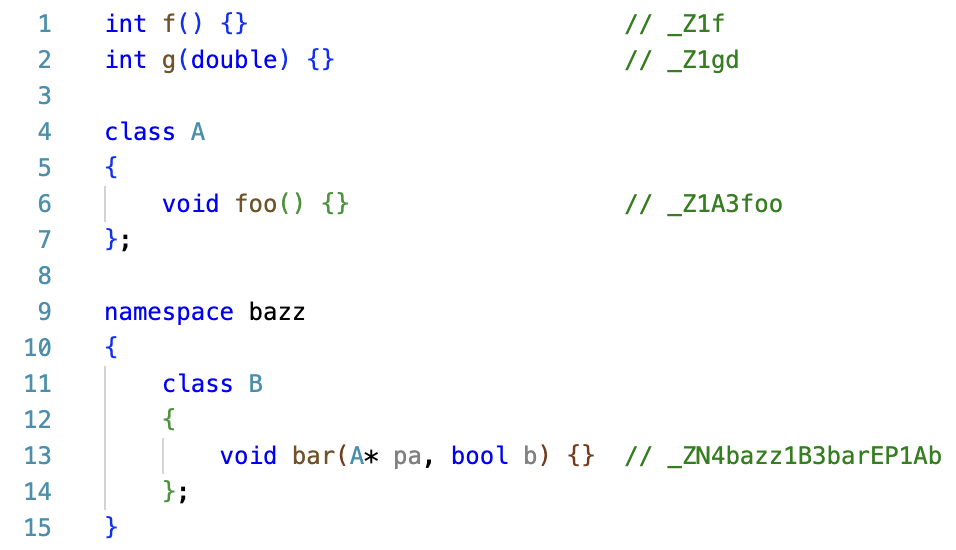 1 int f() {} // _Z1f
2 int g(double) {} // _Z1gd
3
4 class A
5 {
6 void foo() {} // _Z1A3foo
7 };
8
9 namespace bazz
10 {
11 class B
12 {
13 void bar(A* pa, bool b) {} // _ZN4bazz1B3barEP1Ab
14 };
15 }